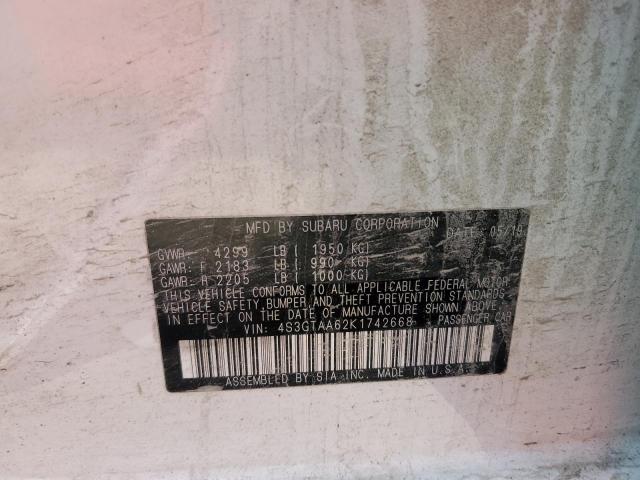 MFD BY SUBARU CORPORATION DATE: 05/19
GVWR: 4299 LB ( 1950 KG)
GAWR: F 2183 LB ( 990 KG)
GAWR: R 2205 LB ( 1000 KG)
THIS VEHICLE CONFORMS TO ALL APPLICABLE FEDERAL MOTOR
VEHICLE SAFETY, BUMPER AND THEFT PREVENTION STANDARDS
IN EFFECT ON THE DATE OF MANUFACTURE SHOWN ABOVE.
VIN: 4S3GTAA62K1742668 PASSENGER CAR
ASSEMBLED BY SIA INC. MADE IN U.S.A.